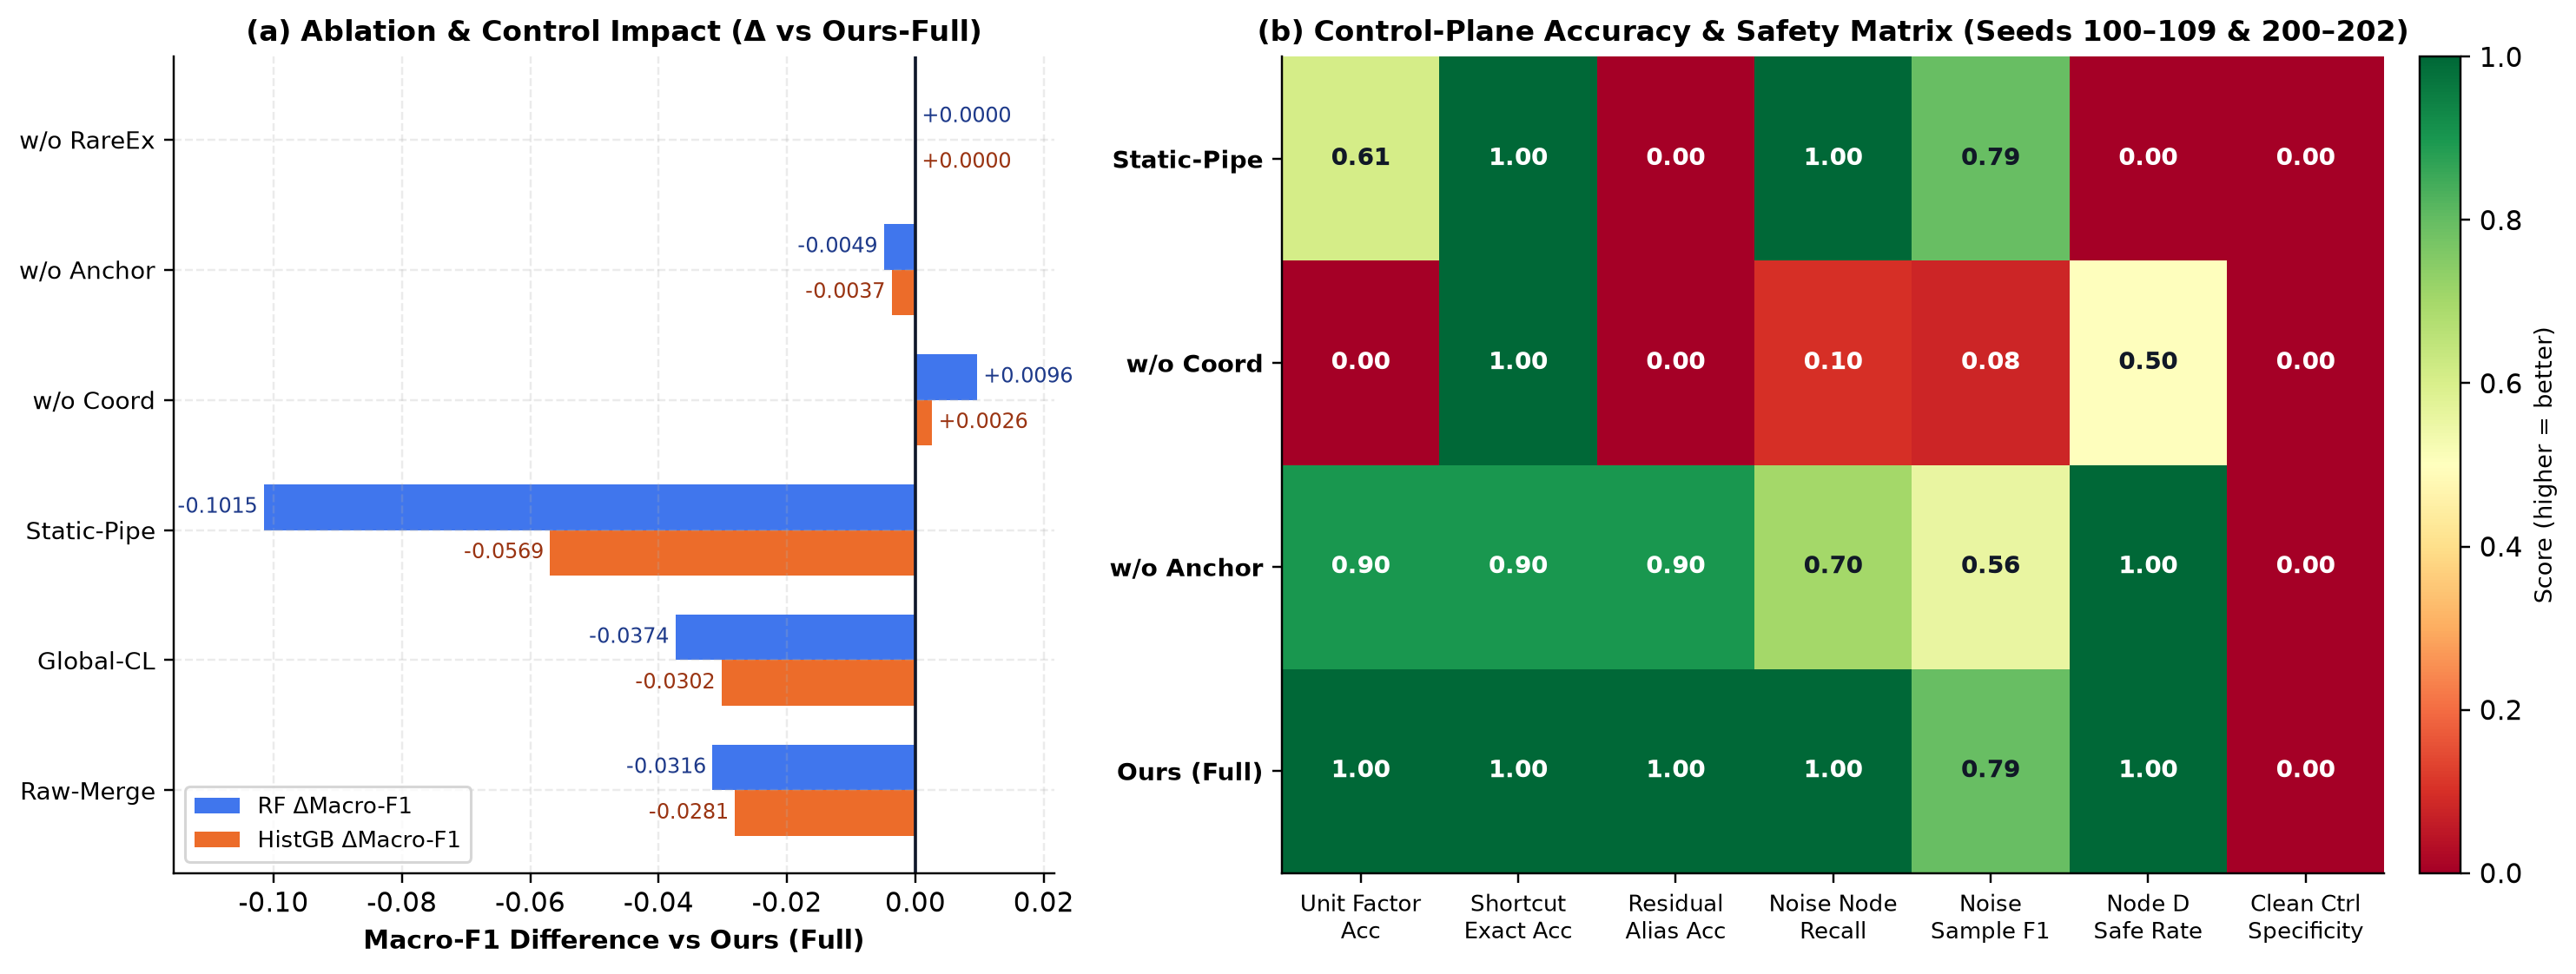 (a) Ablation & Control Impact (Δ vs Ours-Full)
w/o RareEx
+0.0000
+0.0000
w/o Anchor
-0.0049
-0.0037
w/o Coord
+0.0096
+0.0026
Static-Pipe
-0.1015
-0.0569
Global-CL
-0.0374
-0.0302
Raw-Merge
-0.0316
-0.0281
RF ΔMacro-F1
HistGB ΔMacro-F1
-0.10 -0.08 -0.06 -0.04 -0.02 0.00 0.02
Macro-F1 Difference vs Ours (Full)
(b) Control-Plane Accuracy & Safety Matrix (Seeds 100–109 & 200–202)
Static-Pipe 0.61 1.00 0.00 1.00 0.79 0.00 0.00
w/o Coord 0.00 1.00 0.00 0.10 0.08 0.50 0.00
w/o Anchor 0.90 0.90 0.90 0.70 0.56 1.00 0.00
Ours (Full) 1.00 1.00 1.00 1.00 0.79 1.00 0.00
Unit Factor
Acc
Shortcut
Exact Acc
Residual
Alias Acc
Noise Node
Recall
Noise
Sample F1
Node D
Safe Rate
Clean Ctrl
Specificity
1.0
0.8
0.6
0.4
0.2
0.0
Score (higher = better)